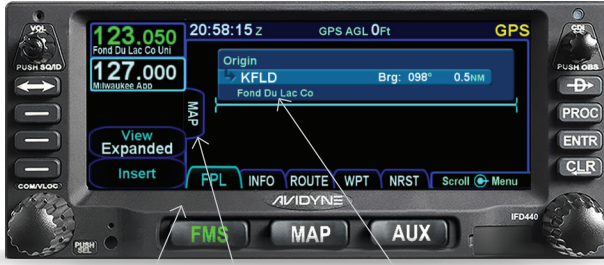 VOL
PUSH SQ/ID
COM/VLOC
PUSH SEL
123.050
Fond Du Lac Co Uni
127.000
Milwaukee App
View
Expanded
Insert
20:58:15 Z
GPS AGL 0Ft
GPS
MAP
Origin
KFLD Brg: 098° 0.5NM
Fond Du Lac Co
FPL INFO ROUTE WPT NRST Scroll Menu
CDI
PUSH OBS
D
PROC
ENTR
CLR
AVIDYNE
IFD440
FMS MAP AUX